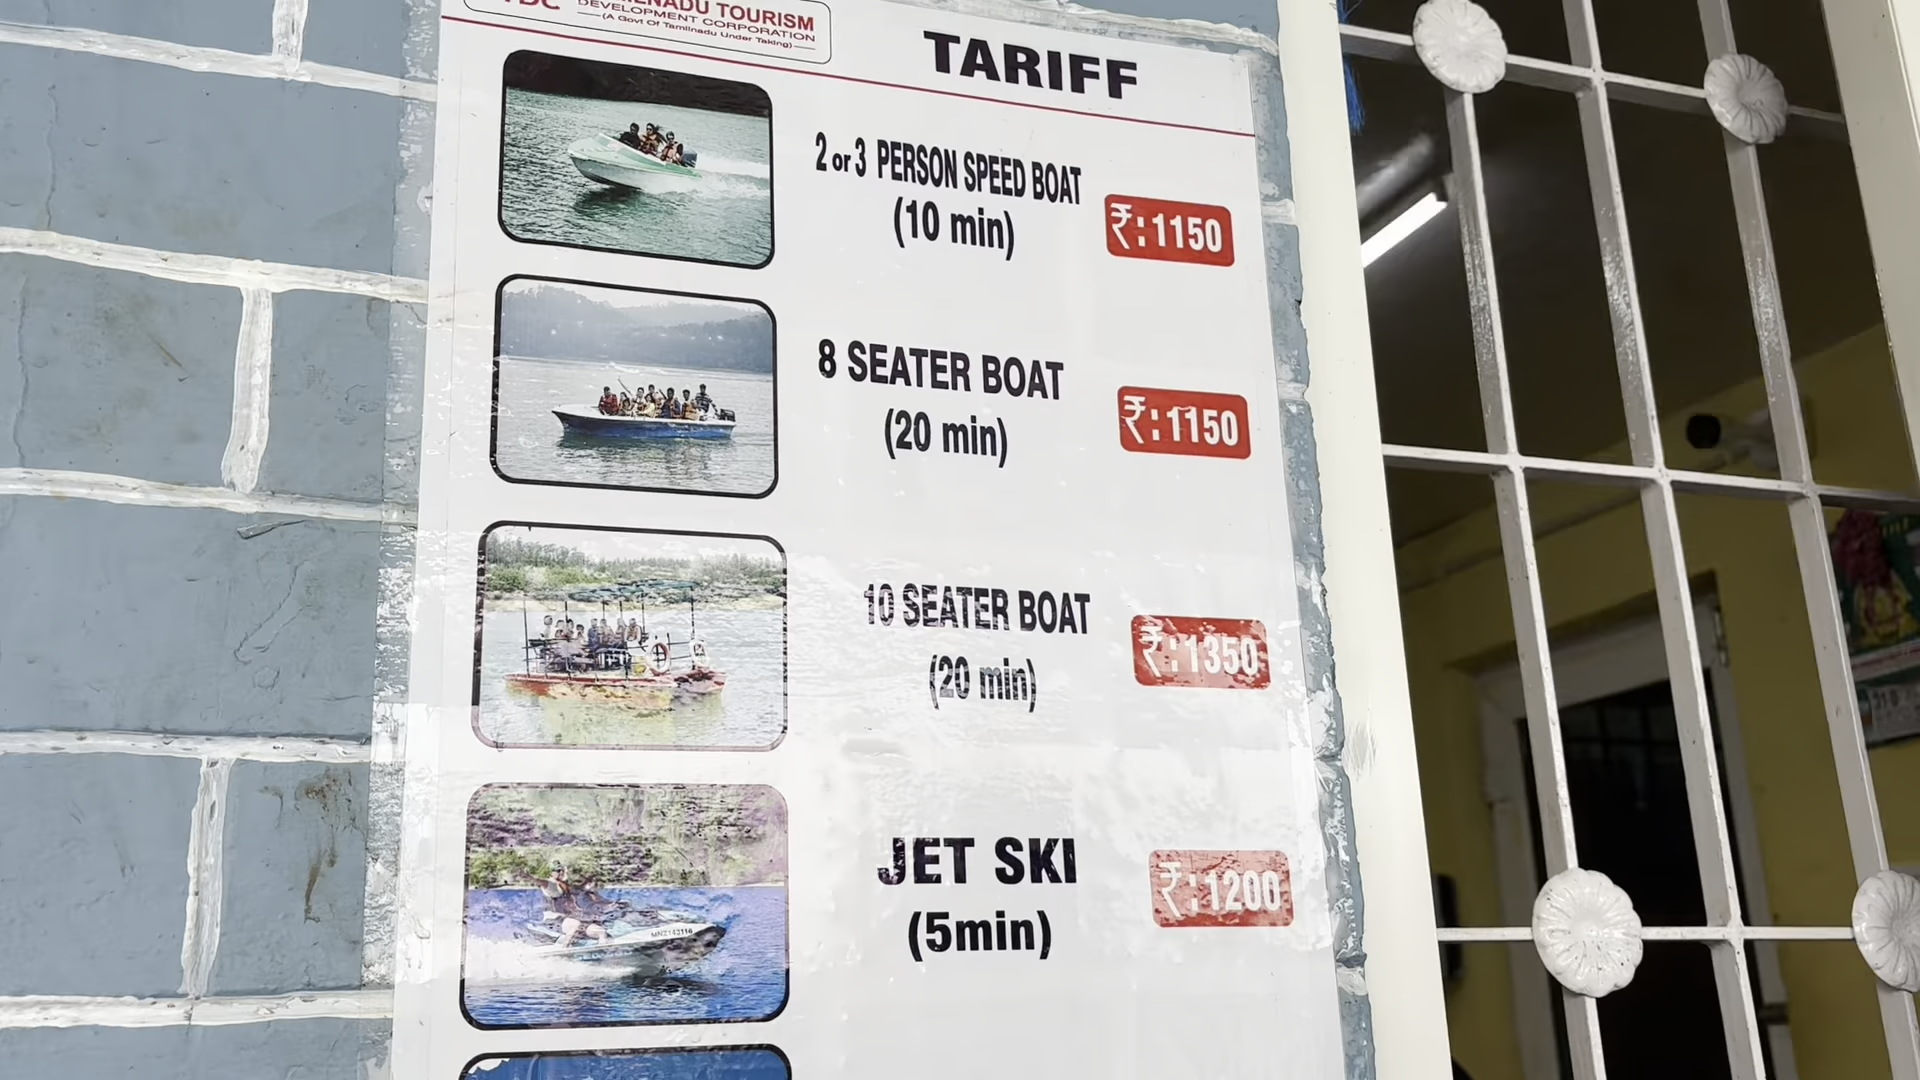 TOURISM
DEVELOPMENT CORPORATION
(A Govt of Tamilnadu Under Taking)
TARIFF
2 or 3 PERSON SPEED BOAT
(10 min)
₹:1150
8 SEATER BOAT
(20 min)
₹:1150
10 SEATER BOAT
(20 min)
₹:1350
JET SKI
(5min)
₹:1200